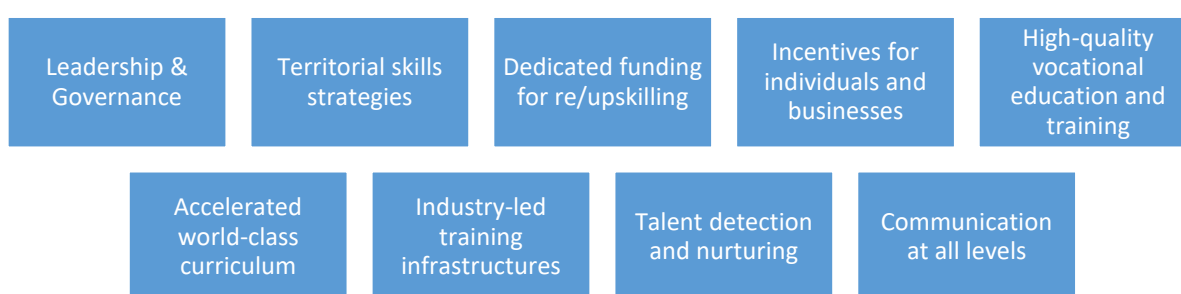 Leadership &
Governance
Territorial skills
strategies
Dedicated funding
for re/upskilling
Incentives for
individuals and
businesses
High-quality
vocational
education and
training
Accelerated
world-class
curriculum
Industry-led
training
infrastructures
Talent detection
and nurturing
Communication
at all levels